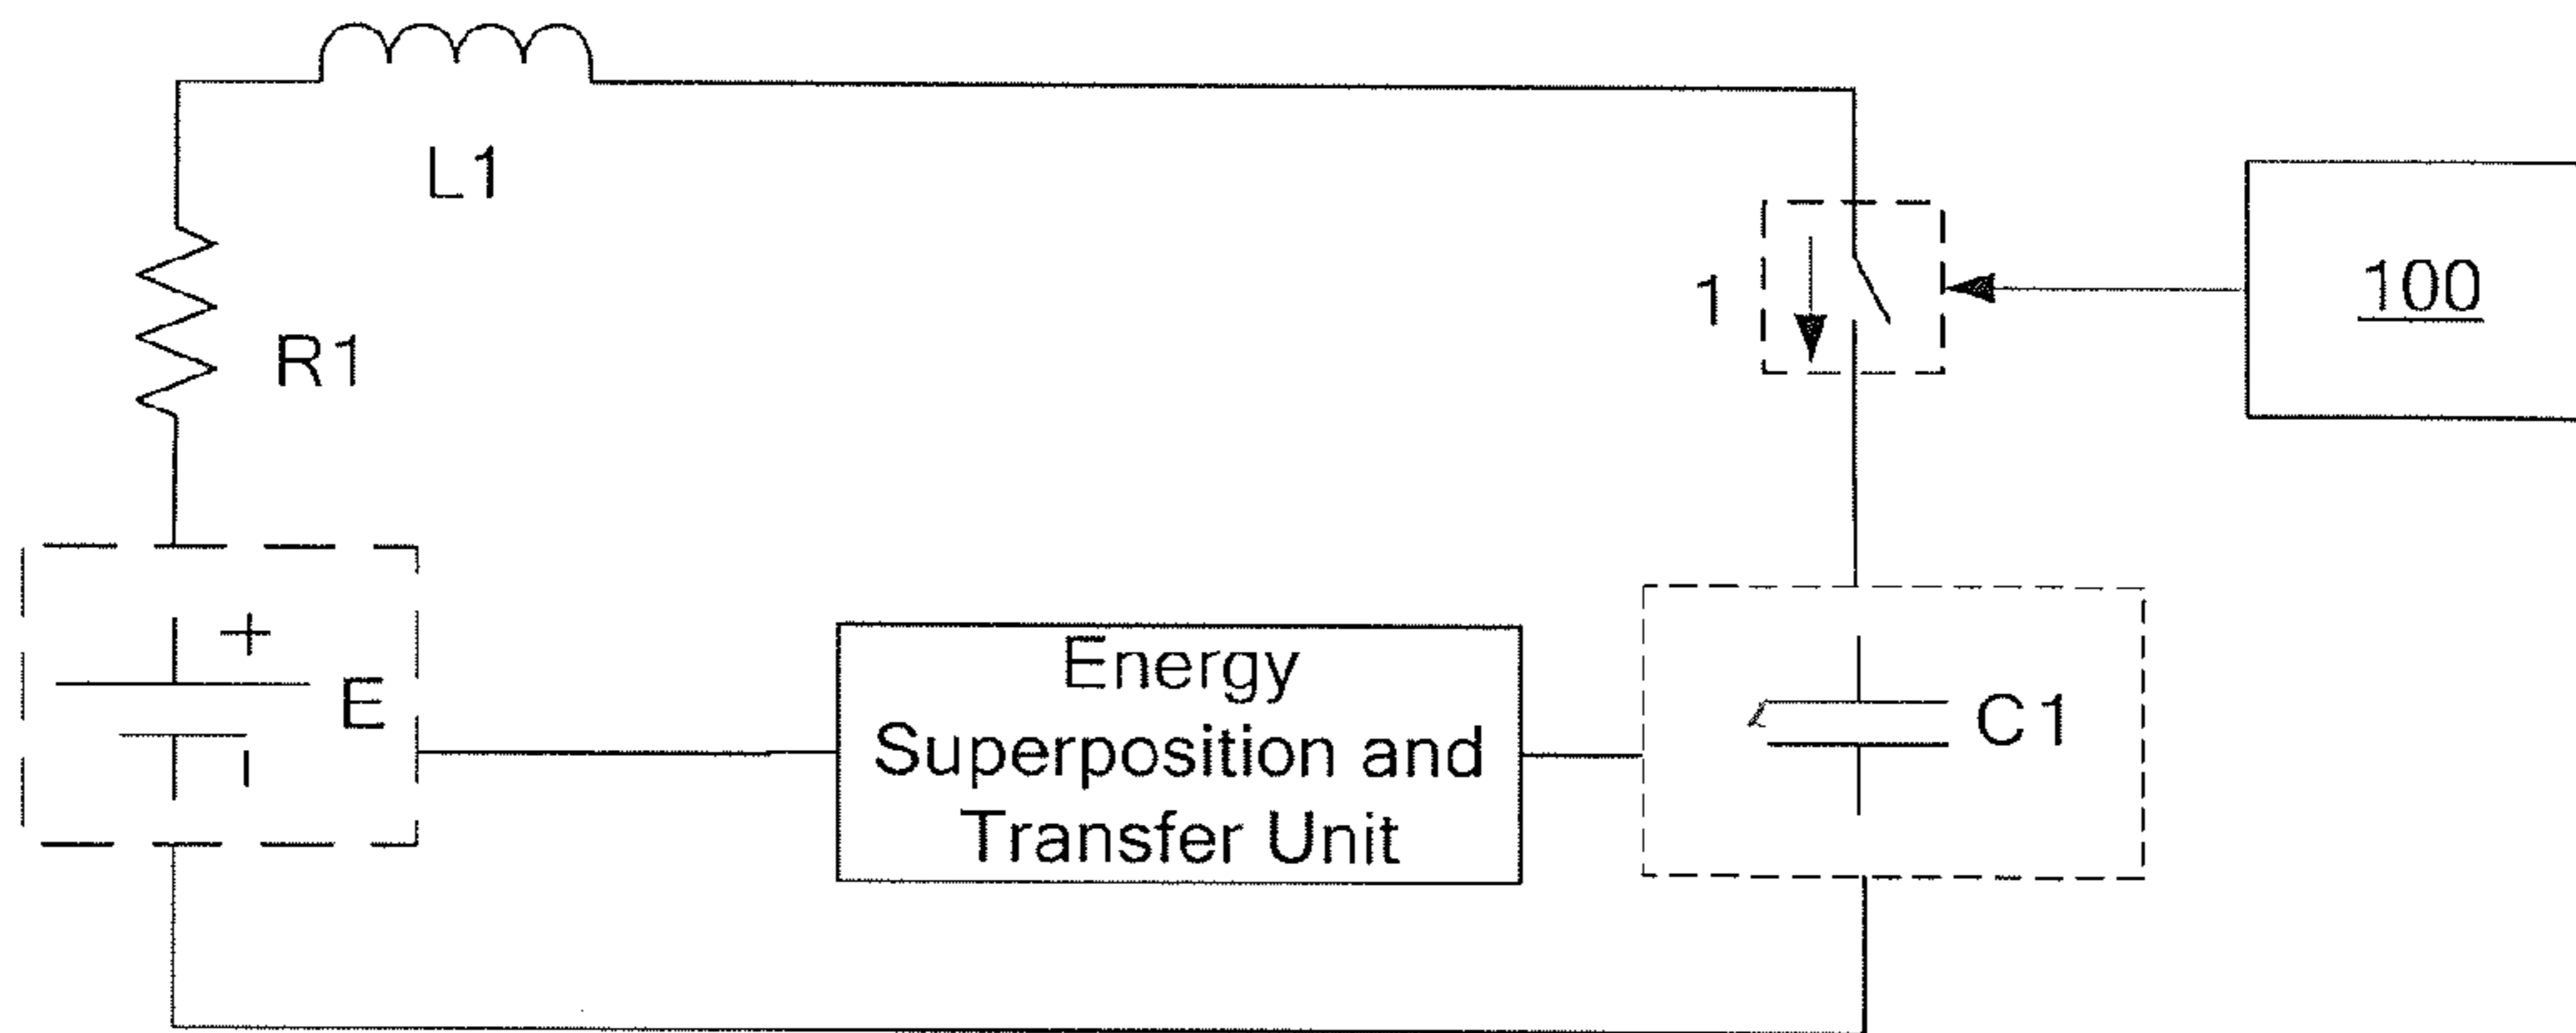 L1
R1
1
100
+
E
Energy
Superposition and
Transfer Unit
C1